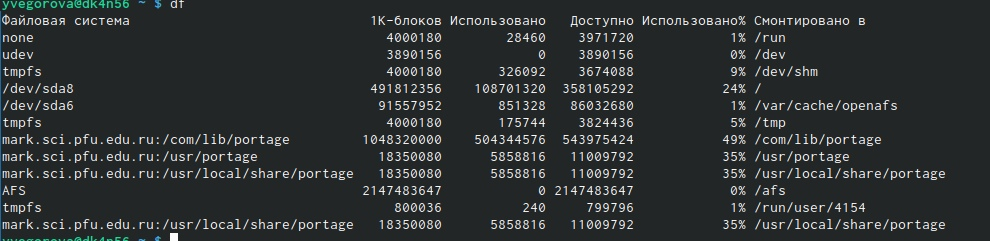 yvegorova@dk4n56 ~ $ df
Файловая система 1K-блоков Использовано Доступно Использовано% Смонтировано в
none 4000180 28460 3971720 1% /run
udev 3890156 0 3890156 0% /dev
tmpfs 4000180 326092 3674088 9% /dev/shm
/dev/sda8 491812356 108701320 358105292 24% /
/dev/sda6 91557952 851328 86032680 1% /var/cache/openafs
tmpfs 4000180 175744 3824436 5% /tmp
mark.sci.pfu.edu.ru:/com/lib/portage 1048320000 504344576 543975424 49% /com/lib/portage
mark.sci.pfu.edu.ru:/usr/portage 18350080 5858816 11009792 35% /usr/portage
mark.sci.pfu.edu.ru:/usr/local/share/portage 18350080 5858816 11009792 35% /usr/local/share/portage
AFS 2147483647 0 2147483647 0% /afs
tmpfs 800036 240 799796 1% /run/user/4154
mark.sci.pfu.edu.ru:/usr/local/share/portage 18350080 5858816 11009792 35% /usr/local/share/portage
yvegorova@dk4n56 ~ $